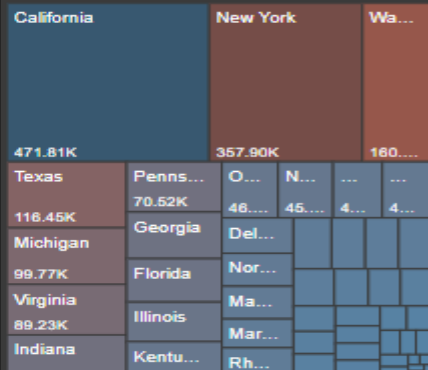 California
New York
Wa...
471.81K
357.90K
160....
Texas
116.45K
Penns...
70.52K
O...
46....
N...
45....
...
4...
...
4...
Michigan
99.77K
Georgia
Del...
Virginia
89.23K
Florida
Nor...
Illinois
Ma...
Indiana
Kentu...
Mar...
Rh...